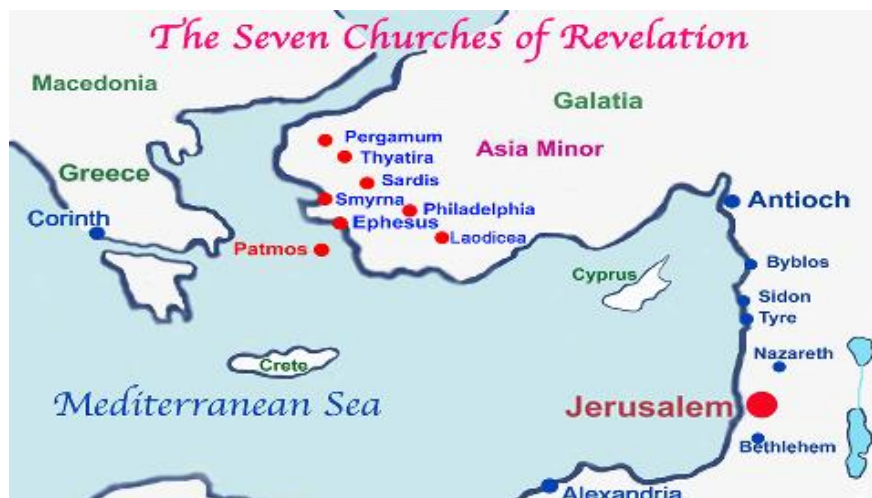 The Seven Churches of Revelation
Macedonia
Galatia
Pergamum
Asia Minor
Thyatira
Greece
Sardis
Smyrna
Antioch
Corinth
Philadelphia
Ephesus
Laodicea
Patmos
Byblos
Cyprus
Sidon
Tyre
Nazareth
Crete
Mediterranean Sea
Jerusalem
Bethlehem
Alexandria